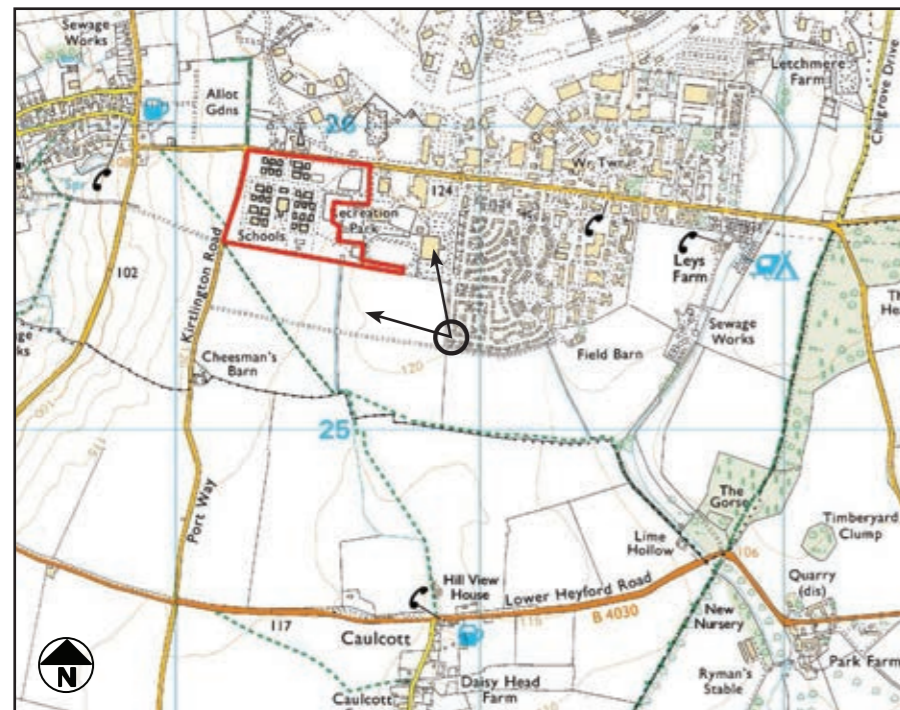 Sewage
Works
Allot
Gdns
26
Letchmere
Farm
Chilgrove Drive
Wr Twr
124
ecreation
Park
Schools
Spr
Kirtlington Road
102
Leys
Farm
Sewage
Works
Field Barn
Cheesman's
Barn
120
25
Port Way
The
Gorse
Timberyard
Clump
Lime
Hollow
106
Quarry
(dis)
Hill View
House
Lower Heyford Road
B 4030
117
115
New
Nursery
Caulcott
Park Farm
Ryman's
Stable
Daisy Head
Farm
Caulcott
110
N